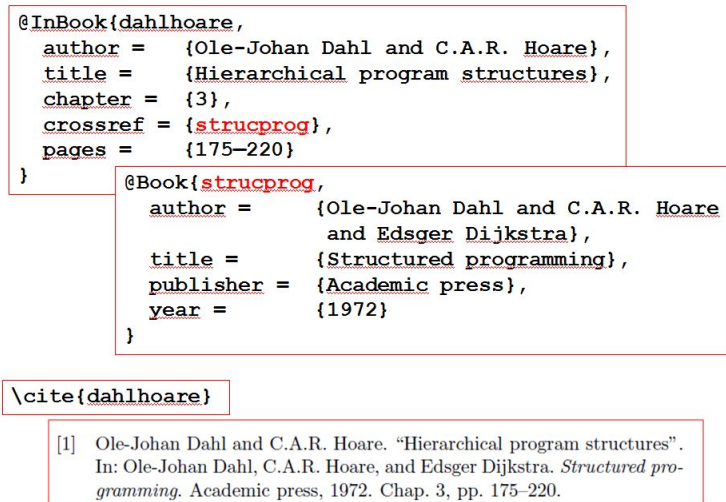 @InBook{dahlhoare,
author = {Ole-Johan Dahl and C.A.R. Hoare},
title = {Hierarchical program structures},
chapter = {3},
crossref = {strucprog},
pages = {175—220}
}
@Book{strucprog,
author = {Ole-Johan Dahl and C.A.R. Hoare
and Edsger Dijkstra},
title = {Structured programming},
publisher = {Academic press},
year = {1972}
}
\cite{dahlhoare}
[1] Ole-Johan Dahl and C.A.R. Hoare. “Hierarchical program structures”.
In: Ole-Johan Dahl, C.A.R. Hoare, and Edsger Dijkstra. Structured pro-
gramming. Academic press, 1972. Chap. 3, pp. 175–220.